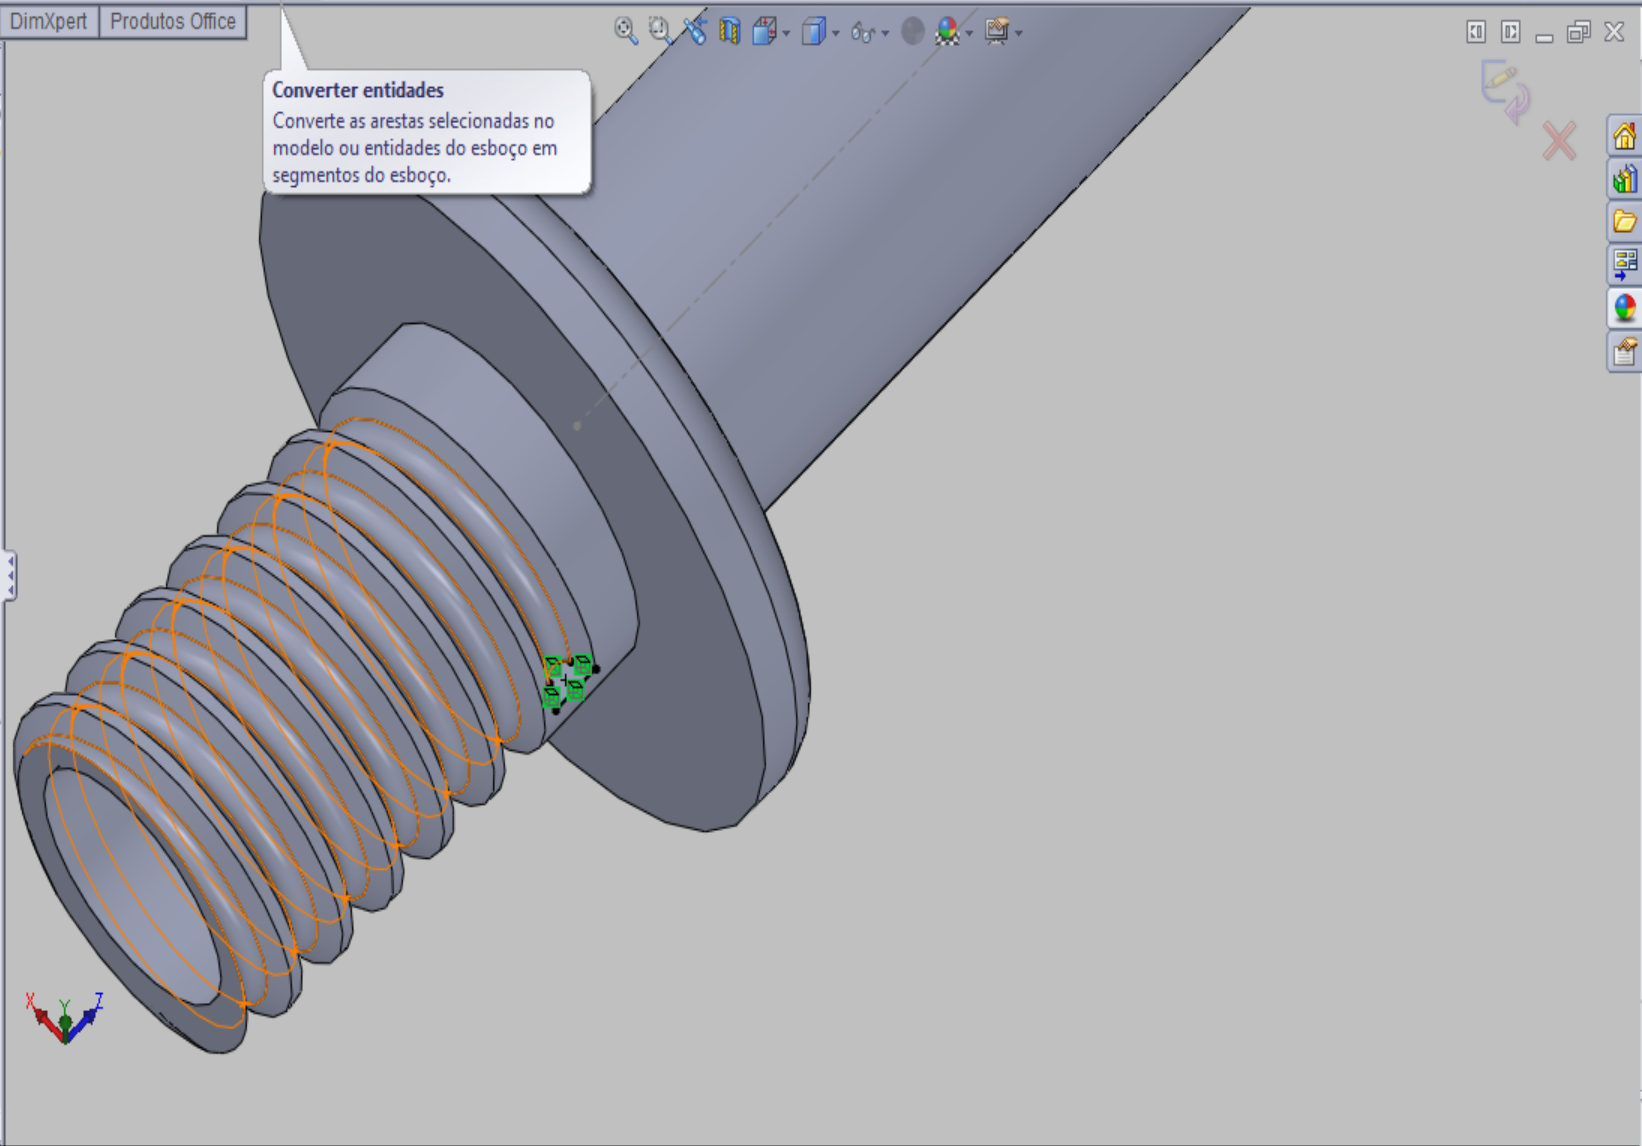 DimXpert
Produtos Office
Converter entidades
Converte as arestas selecionadas no
modelo ou entidades do esboço em
segmentos do esboço.
X
Y
Z